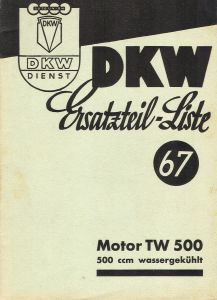 DKW
DIENST
DKW
Ersatzteil-Liste
67
Motor TW 500
500 ccm wassergekühlt